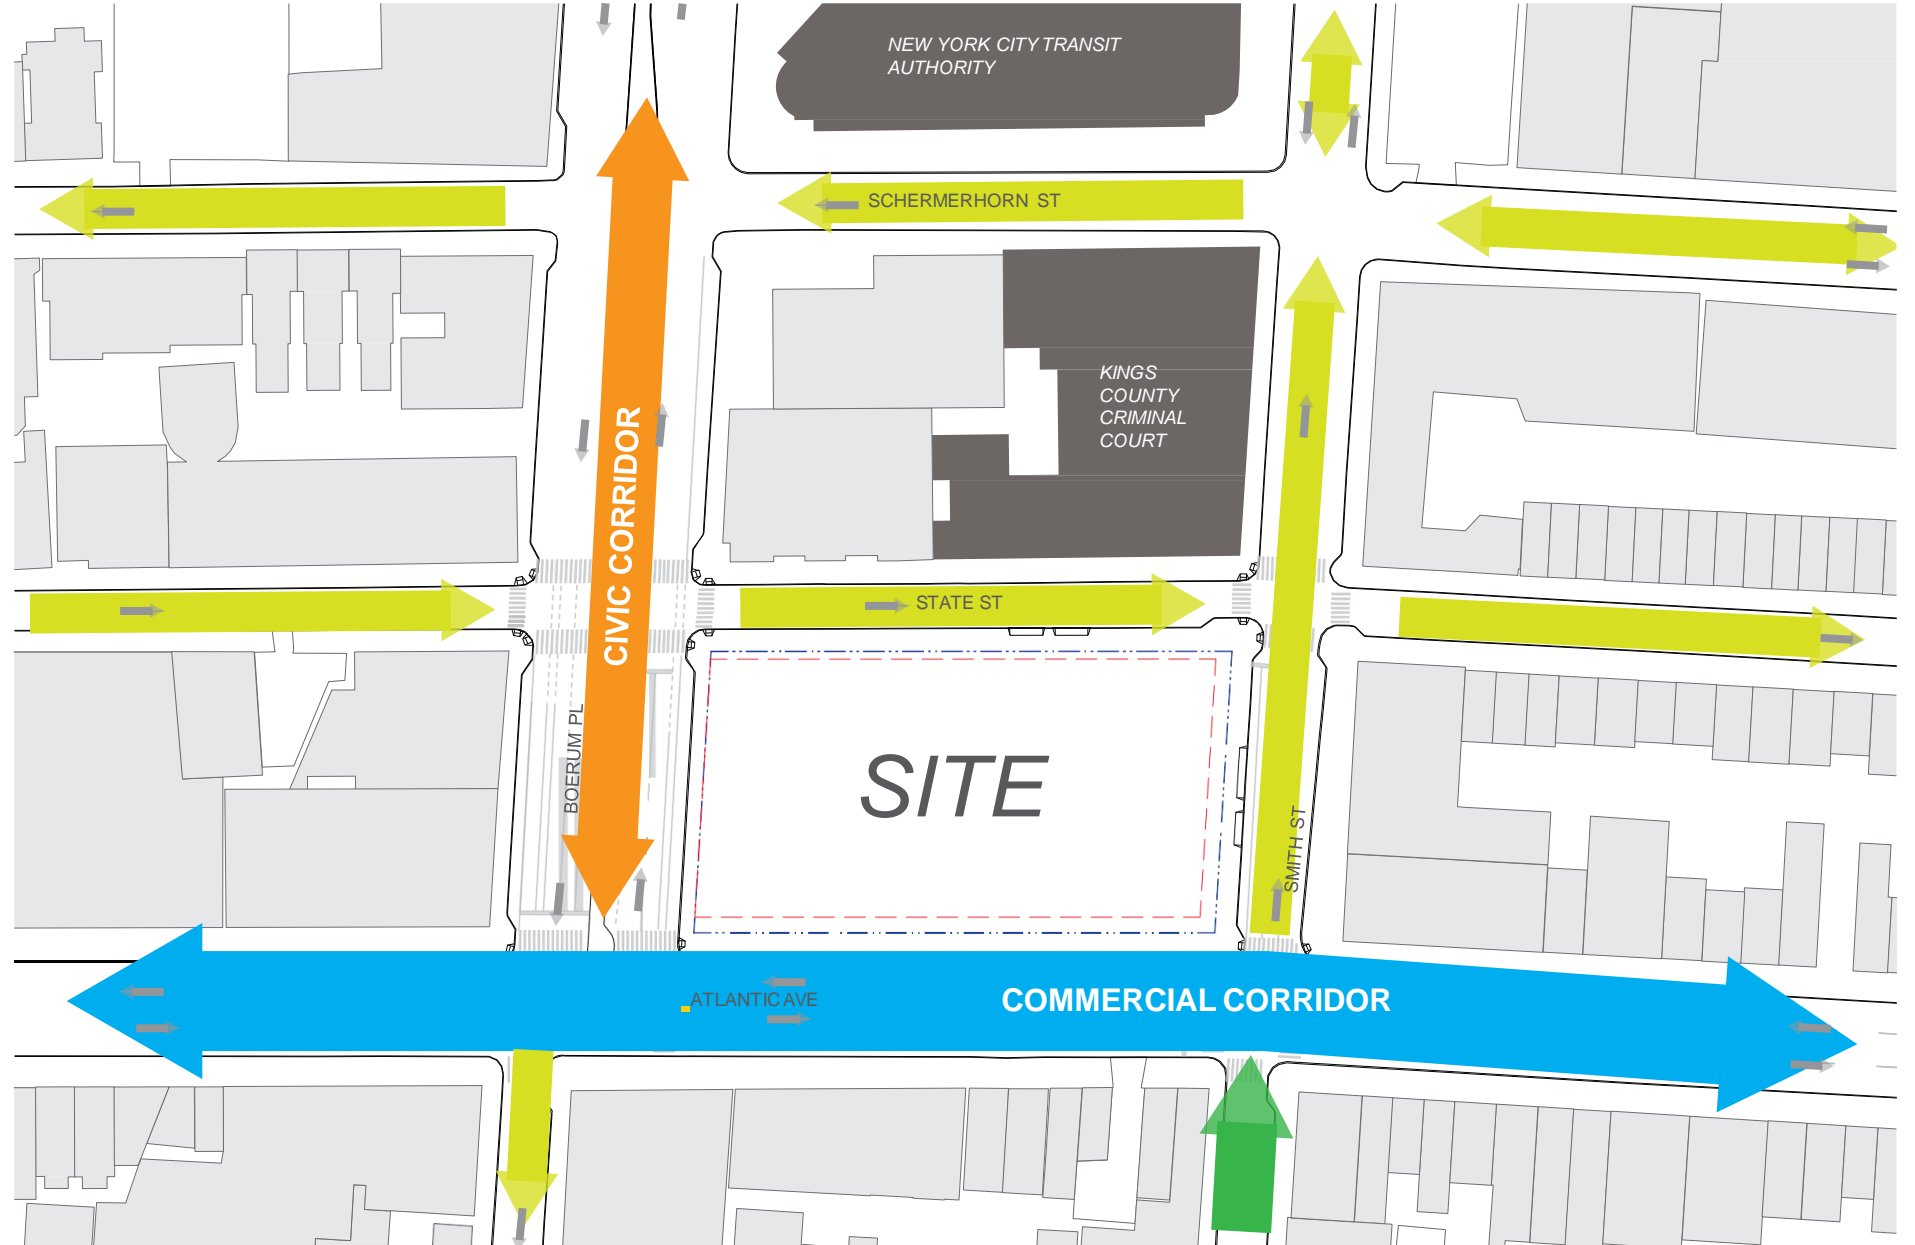 NEW YORK CITY TRANSIT
AUTHORITY
SCHERMERHORN ST
KINGS
COUNTY
CRIMINAL
COURT
CIVIC CORRIDOR
STATE ST
BOERUM PL
SITE
SMITH ST
ATLANTIC AVE
COMMERCIAL CORRIDOR